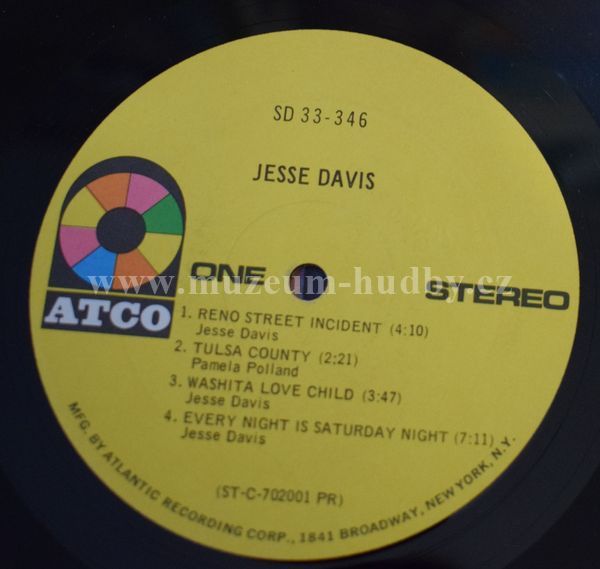 SD 33-346
JESSE DAVIS
ONE
STEREO
www.muzeum-hudby.cz
ATCO
1. RENO STREET INCIDENT (4:10)
Jesse Davis
2. TULSA COUNTY (2:21)
Pamela Polland
3. WASHITA LOVE CHILD (3:47)
Jesse Davis
4. EVERY NIGHT IS SATURDAY NIGHT (7:11)
Jesse Davis
(ST-C-702001 PR)
MFG. BY ATLANTIC RECORDING CORP., 1841 BROADWAY, NEW YORK, N.Y.